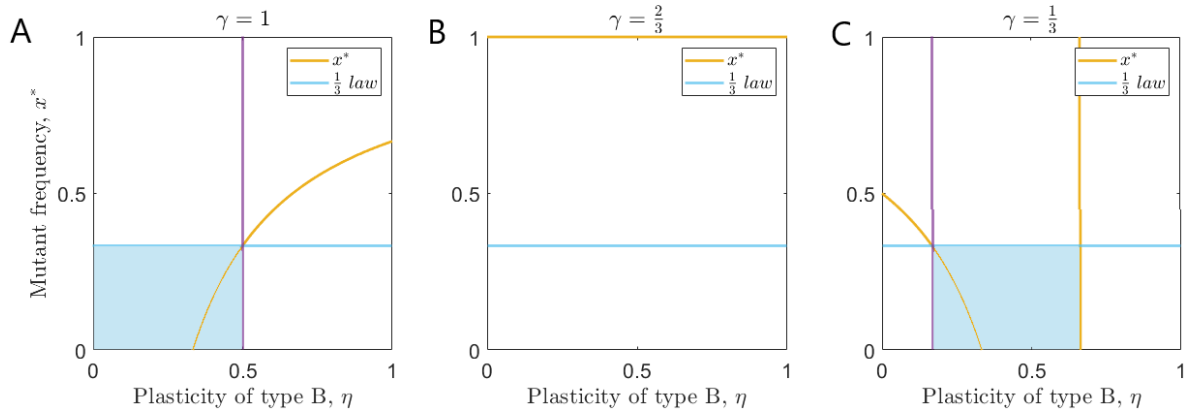 A
γ = 1
1
0.5
0
0
0.5
1
x*
1/3 law
Mutant frequency, x*
Plasticity of type B, η
B
γ = 2/3
1
0.5
0
0
0.5
1
x*
1/3 law
Plasticity of type B, η
C
γ = 1/3
1
0.5
0
0
0.5
1
x*
1/3 law
Plasticity of type B, η